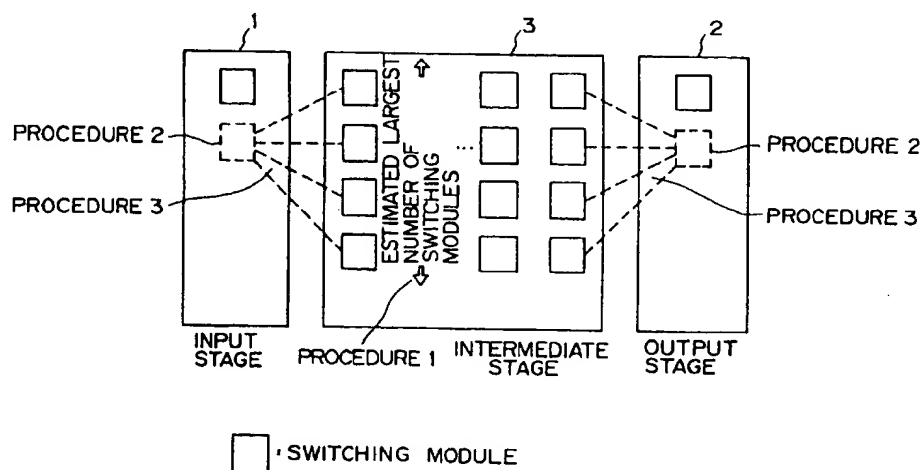 1
3
2
PROCEDURE 2
PROCEDURE 3
ESTIMATED LARGEST
NUMBER OF
SWITCHING
MODULES
...
PROCEDURE 2
PROCEDURE 3
INPUT
STAGE
PROCEDURE 1
INTERMEDIATE
STAGE
OUTPUT
STAGE
: SWITCHING MODULE